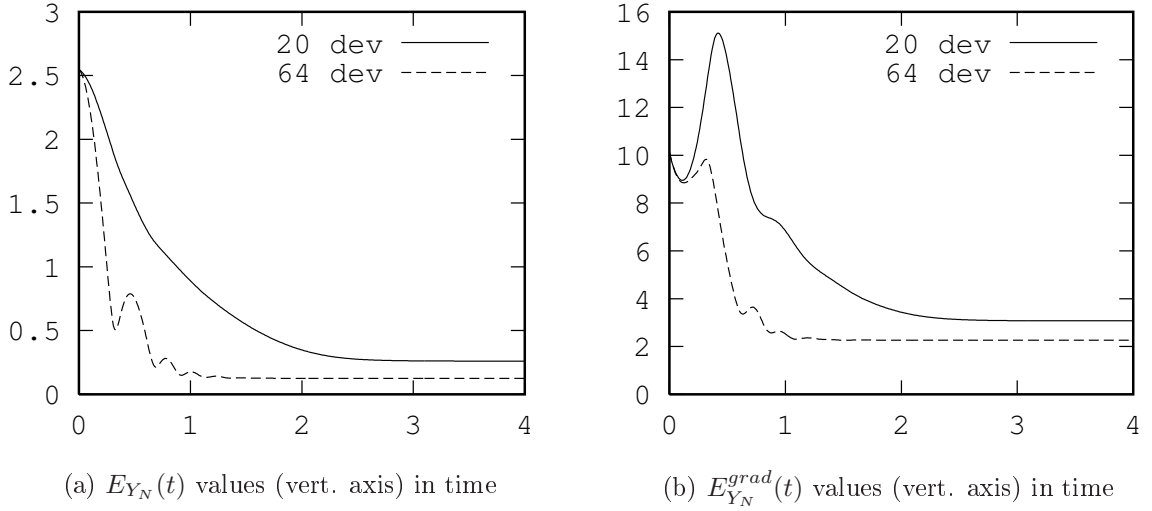 3
2.5
2
1.5
1
0.5
0
0 1 2 3 4
20 dev
64 dev
(a) $E_{Y_N}(t)$ values (vert. axis) in time
16
14
12
10
8
6
4
2
0
0 1 2 3 4
20 dev
64 dev
(b) $E_{Y_N}^{grad}(t)$ values (vert. axis) in time